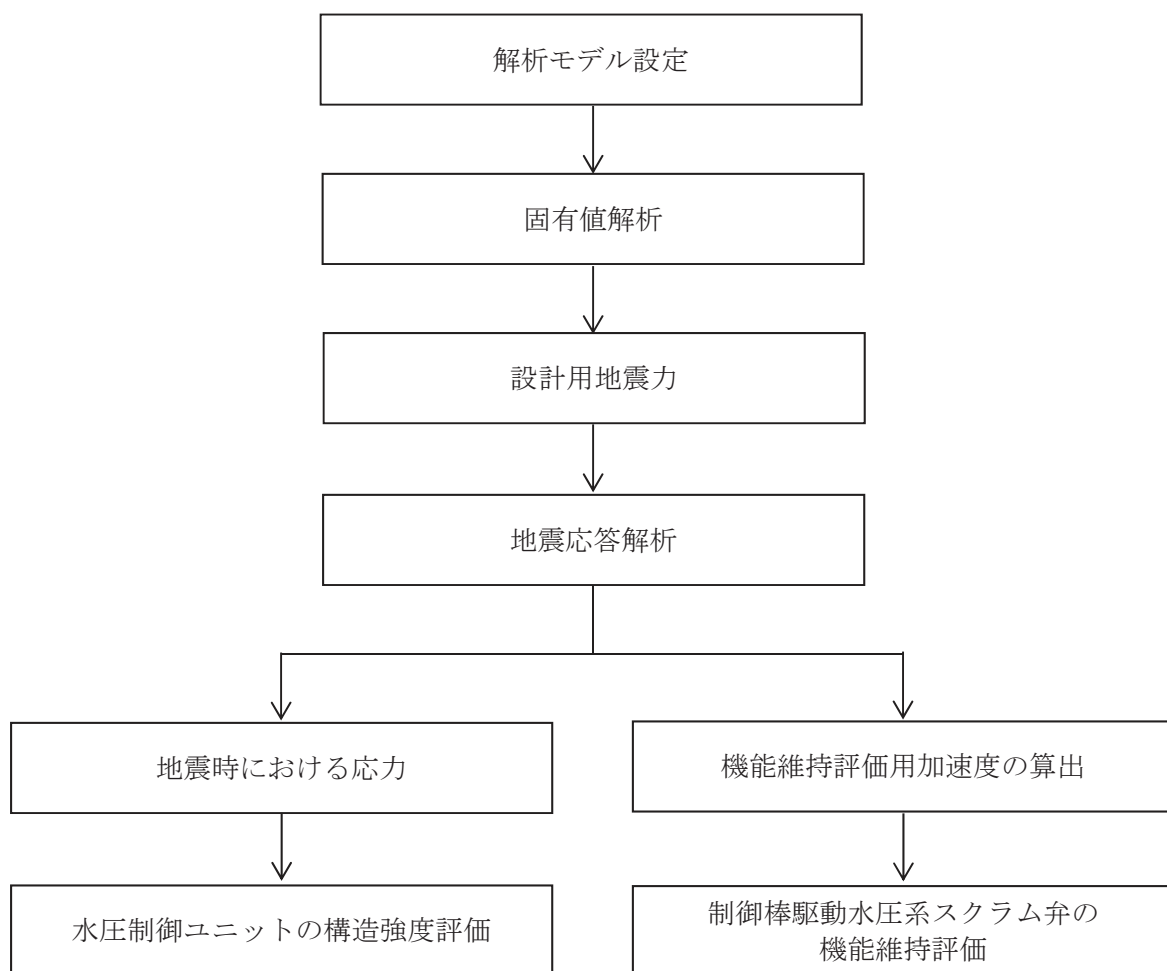 解析モデル設定
固有値解析
設計用地震力
地震応答解析
地震時における応力
機能維持評価用加速度の算出
水圧制御ユニットの構造強度評価
制御棒駆動水圧系スクラム弁の
機能維持評価